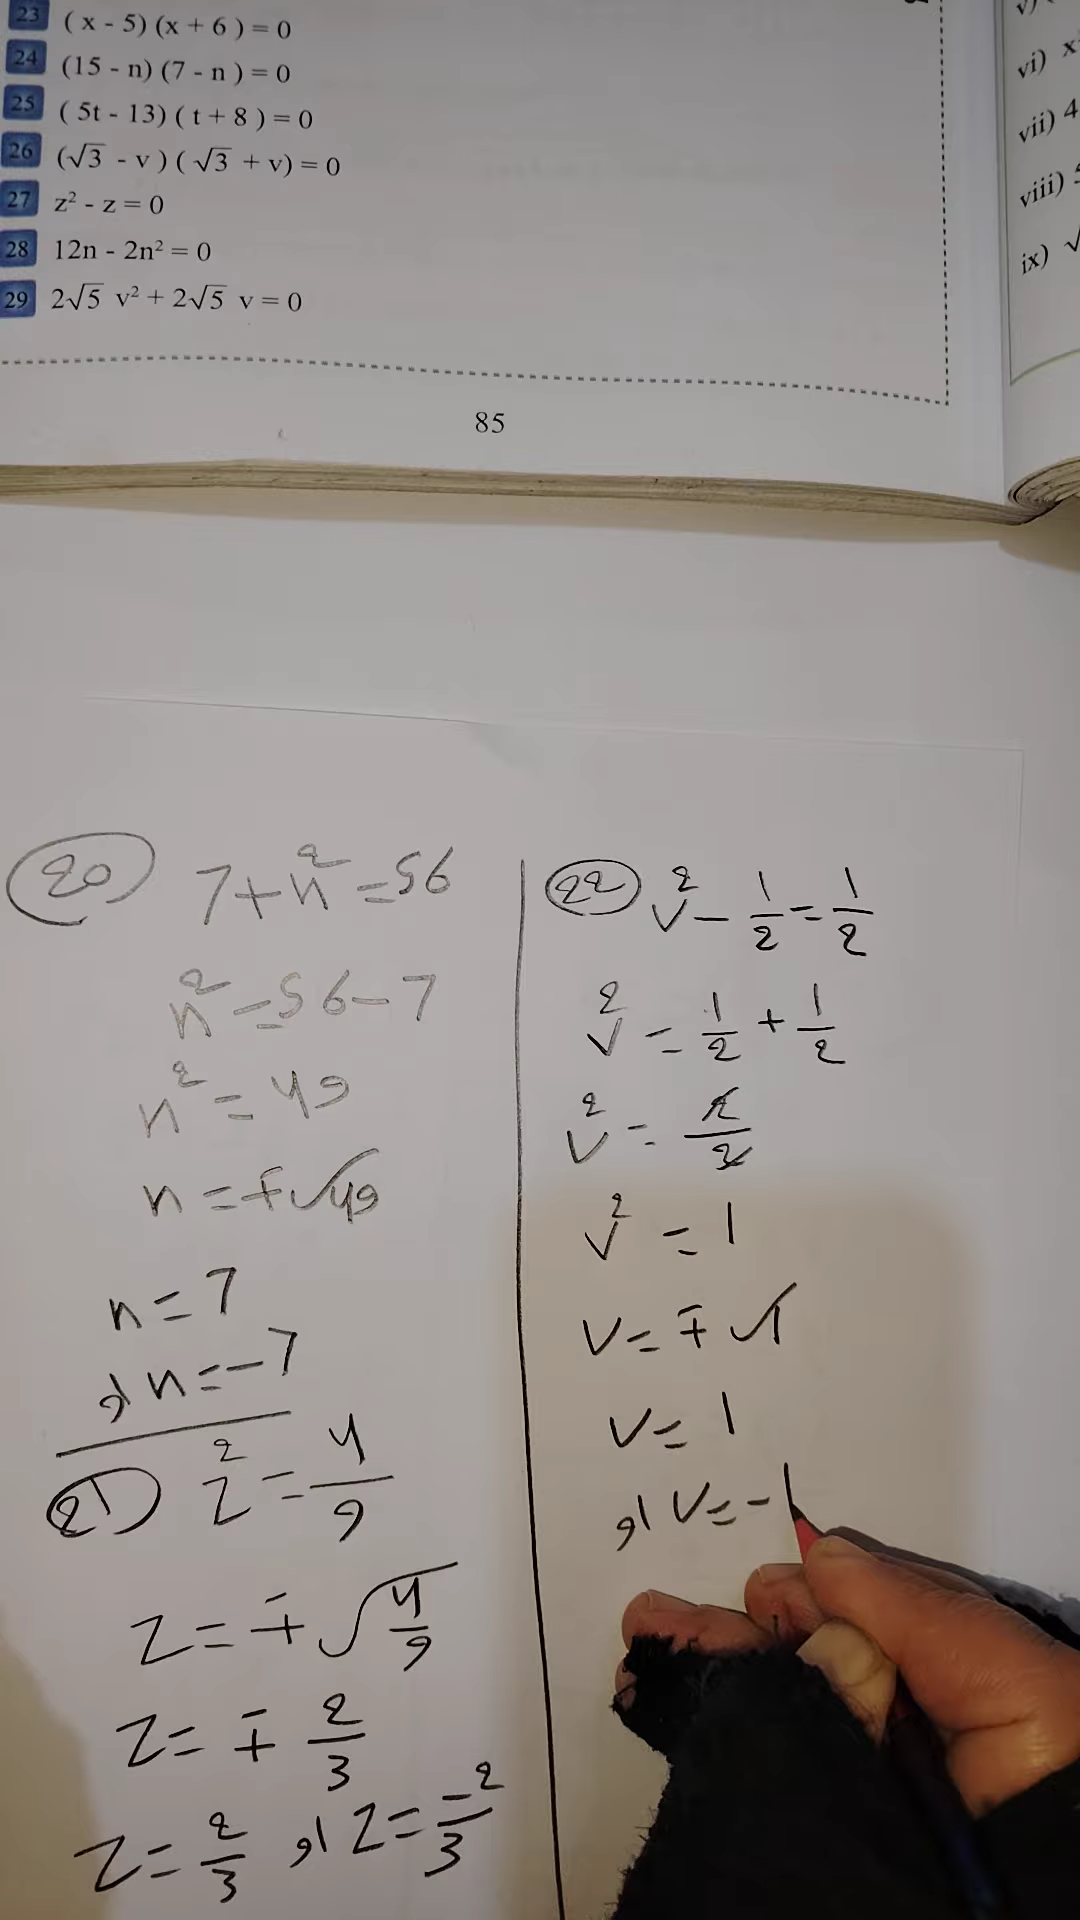 23 ( x - 5) (x + 6 ) = 0
24 (15 - n) (7 - n ) = 0
25 ( 5t - 13) ( t + 8 ) = 0
26 (√3 - v ) ( √3 + v) = 0
27 z² - z = 0
28 12n - 2n² = 0
29 2√5 v² + 2√5 v = 0
vi) x
vii) 4
viii)
ix) √
85
20 7+n²=56
n²=56-7
n²=49
n=∓√49
n=7
او n=-7
21 z²=4/9
z=∓√4/9
z=∓2/3
z=2/3 او z=-2/3
22 v²-1/2=1/2
v²=1/2+1/2
v²=2/2
v²=1
v=∓√1
v=1
او v=-1